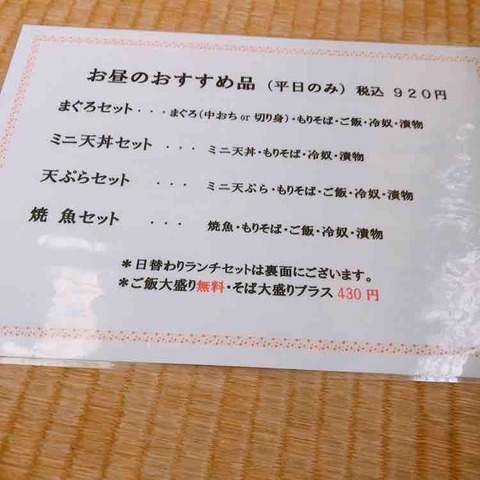 お昼のおすすめ品（平日のみ）税込 ９２０円
まぐろセット ・・・まぐろ（中おち or 切り身）・もりそば・ご飯・冷奴・漬物
ミニ天丼セット ・・・ ミニ天丼・もりそば・冷奴・漬物
天ぷらセット ・・・ ミニ天ぷら・もりそば・ご飯・冷奴・漬物
焼 魚セット ・・・ 焼魚・もりそば・ご飯・冷奴・漬物
＊日替わりランチセットは裏面にございます。
＊ご飯大盛り無料・そば大盛りプラス 430 円